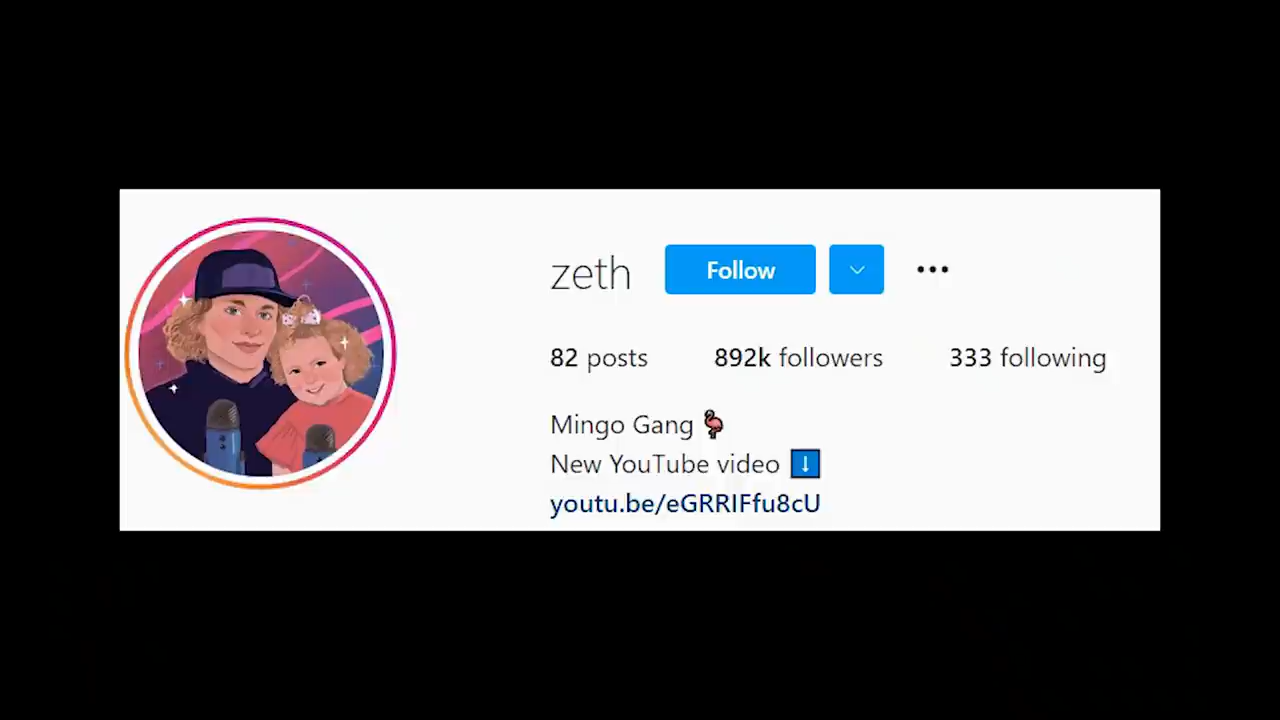 zeth Follow
82 posts 892k followers 333 following
Mingo Gang 🦩
New YouTube video ⬇️
youtu.be/eGRRIFfu8cU